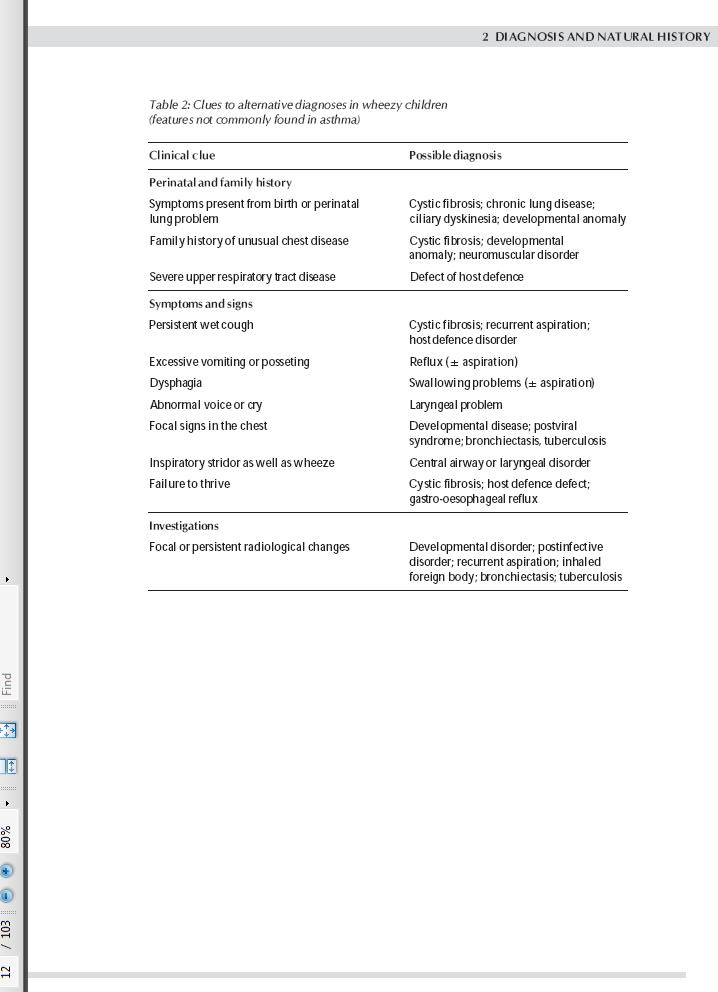 2 DIAGNOSIS AND NATURAL HISTORY
Table 2: Clues to alternative diagnoses in wheezy children
(features not commonly found in asthma)
Clinical clue Possible diagnosis
Perinatal and family history
Symptoms present from birth or perinatal Cystic fibrosis; chronic lung disease;
lung problem ciliary dyskinesia; developmental anomaly
Family history of unusual chest disease Cystic fibrosis; developmental
anomaly; neuromuscular disorder
Severe upper respiratory tract disease Defect of host defence
Symptoms and signs
Persistent wet cough Cystic fibrosis; recurrent aspiration;
host defence disorder
Excessive vomiting or posseting Reflux (± aspiration)
Dysphagia Swallowing problems (± aspiration)
Abnormal voice or cry Laryngeal problem
Focal signs in the chest Developmental disease; postviral
syndrome; bronchiectasis, tuberculosis
Inspiratory stridor as well as wheeze Central airway or laryngeal disorder
Failure to thrive Cystic fibrosis; host defence defect;
gastro-oesophageal reflux
Investigations
Focal or persistent radiological changes Developmental disorder; postinfective
disorder; recurrent aspiration; inhaled
foreign body; bronchiectasis; tuberculosis
12 / 103
80%
Find